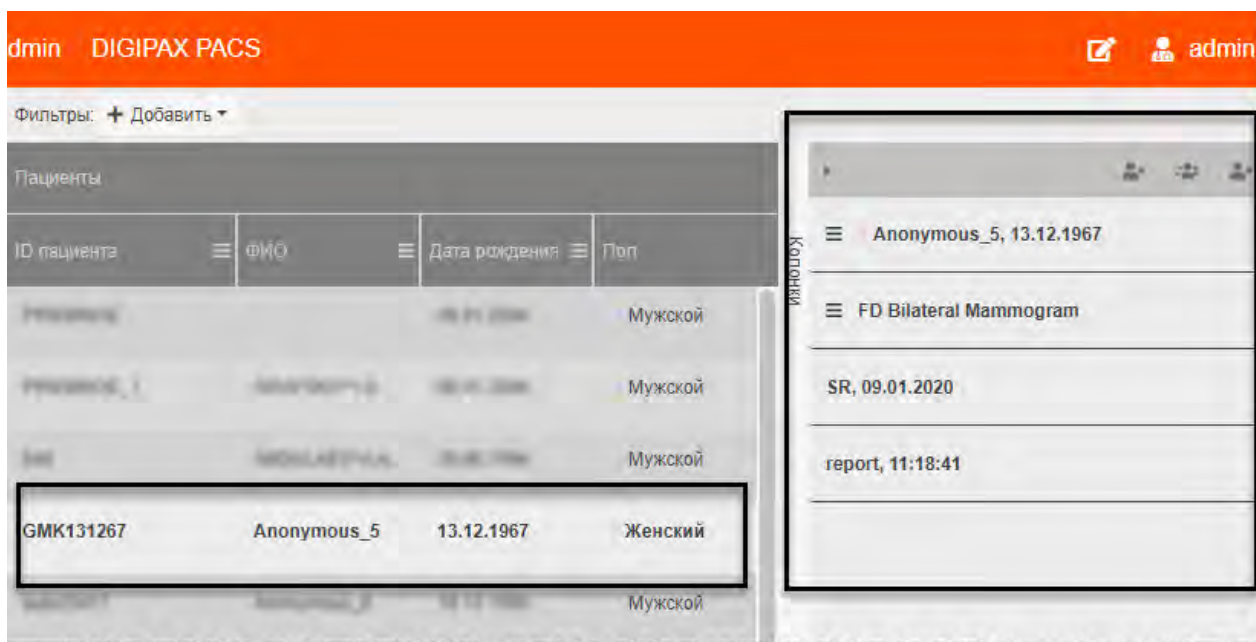 dmin DIGIPAX PACS admin
Фильтры: + Добавить
Пациенты
ID пациента ФИО Дата рождения Пол
Мужской
Мужской
Мужской
GMK131267 Anonymous_5 13.12.1967 Женский
Мужской
Колонки
Anonymous_5, 13.12.1967
FD Bilateral Mammogram
SR, 09.01.2020
report, 11:18:41